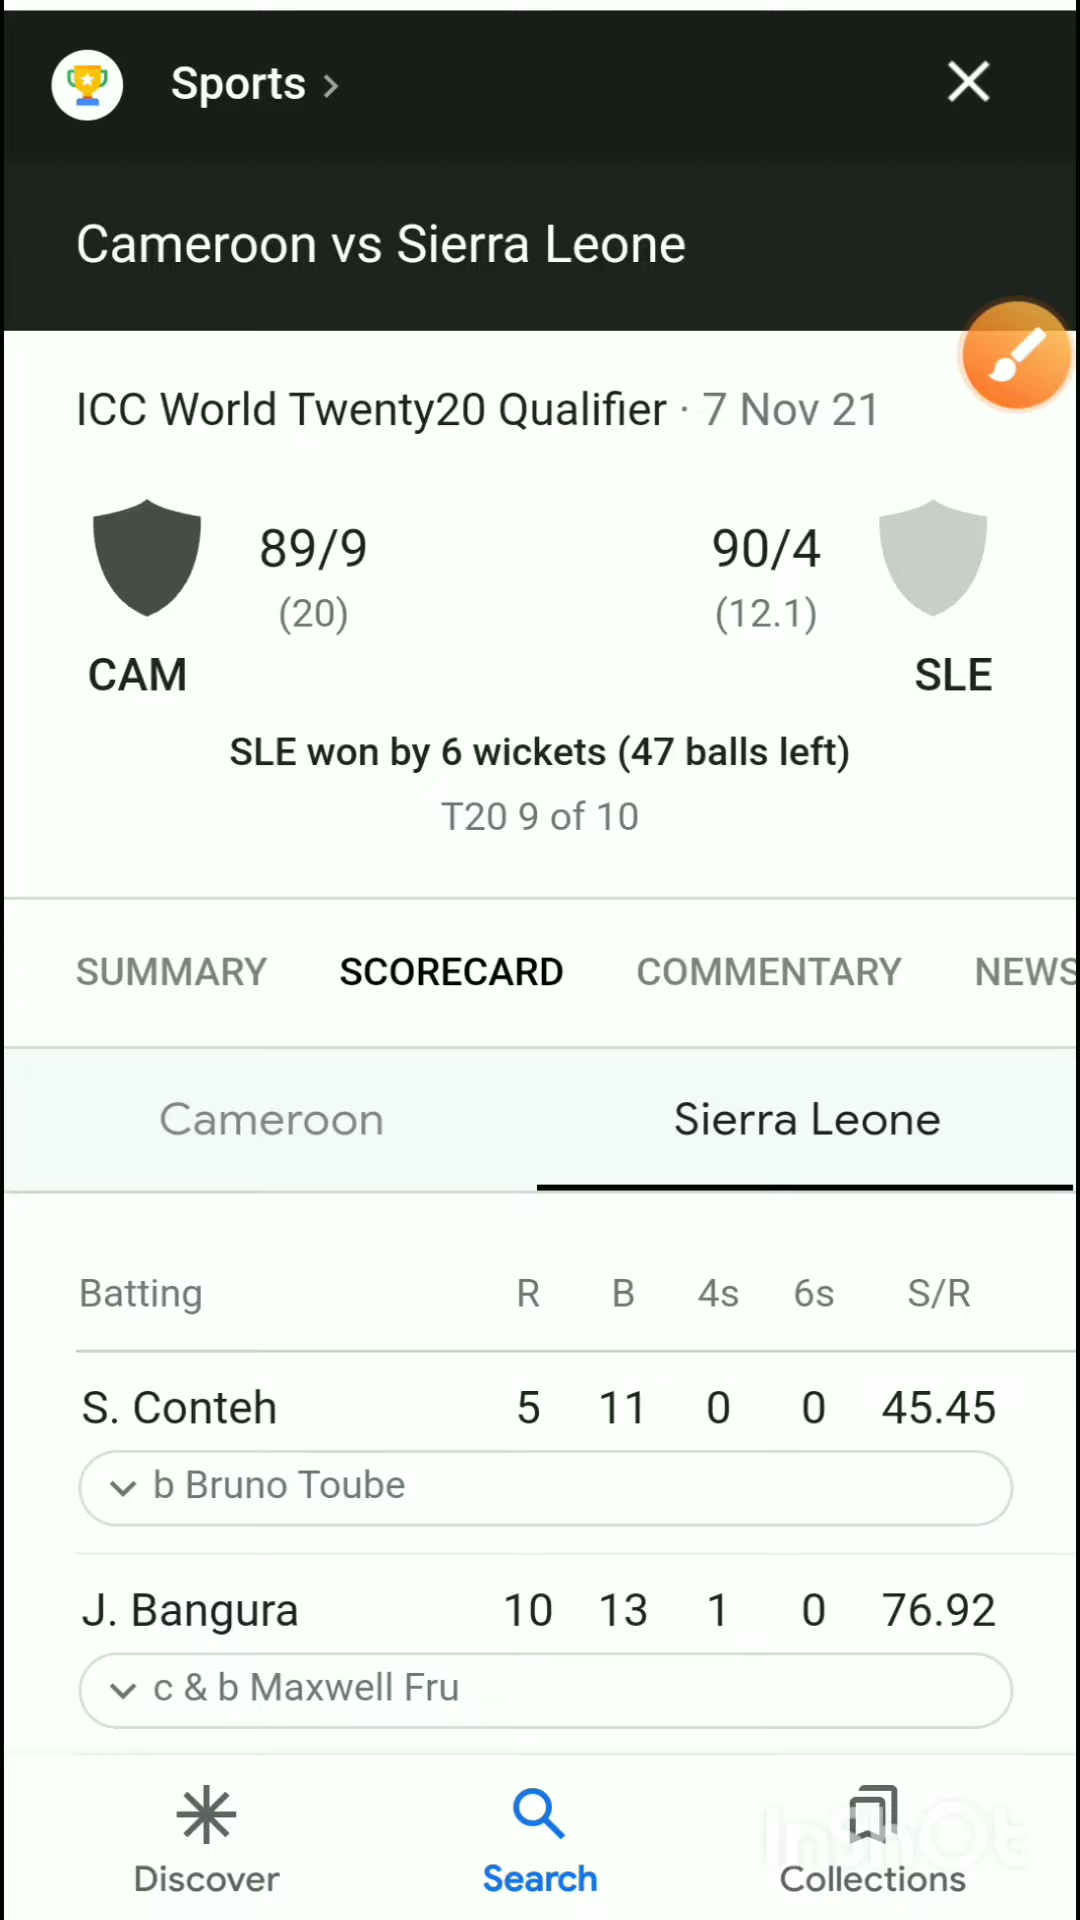 Sports
Cameroon vs Sierra Leone
ICC World Twenty20 Qualifier · 7 Nov 21
89/9 90/4
(20) (12.1)
CAM SLE
SLE won by 6 wickets (47 balls left)
T20 9 of 10
SUMMARY SCORECARD COMMENTARY NEWS
Cameroon Sierra Leone
Batting R B 4s 6s S/R
S. Conteh 5 11 0 0 45.45
b Bruno Toube
J. Bangura 10 13 1 0 76.92
c & b Maxwell Fru
InShOt
Discover Search Collections